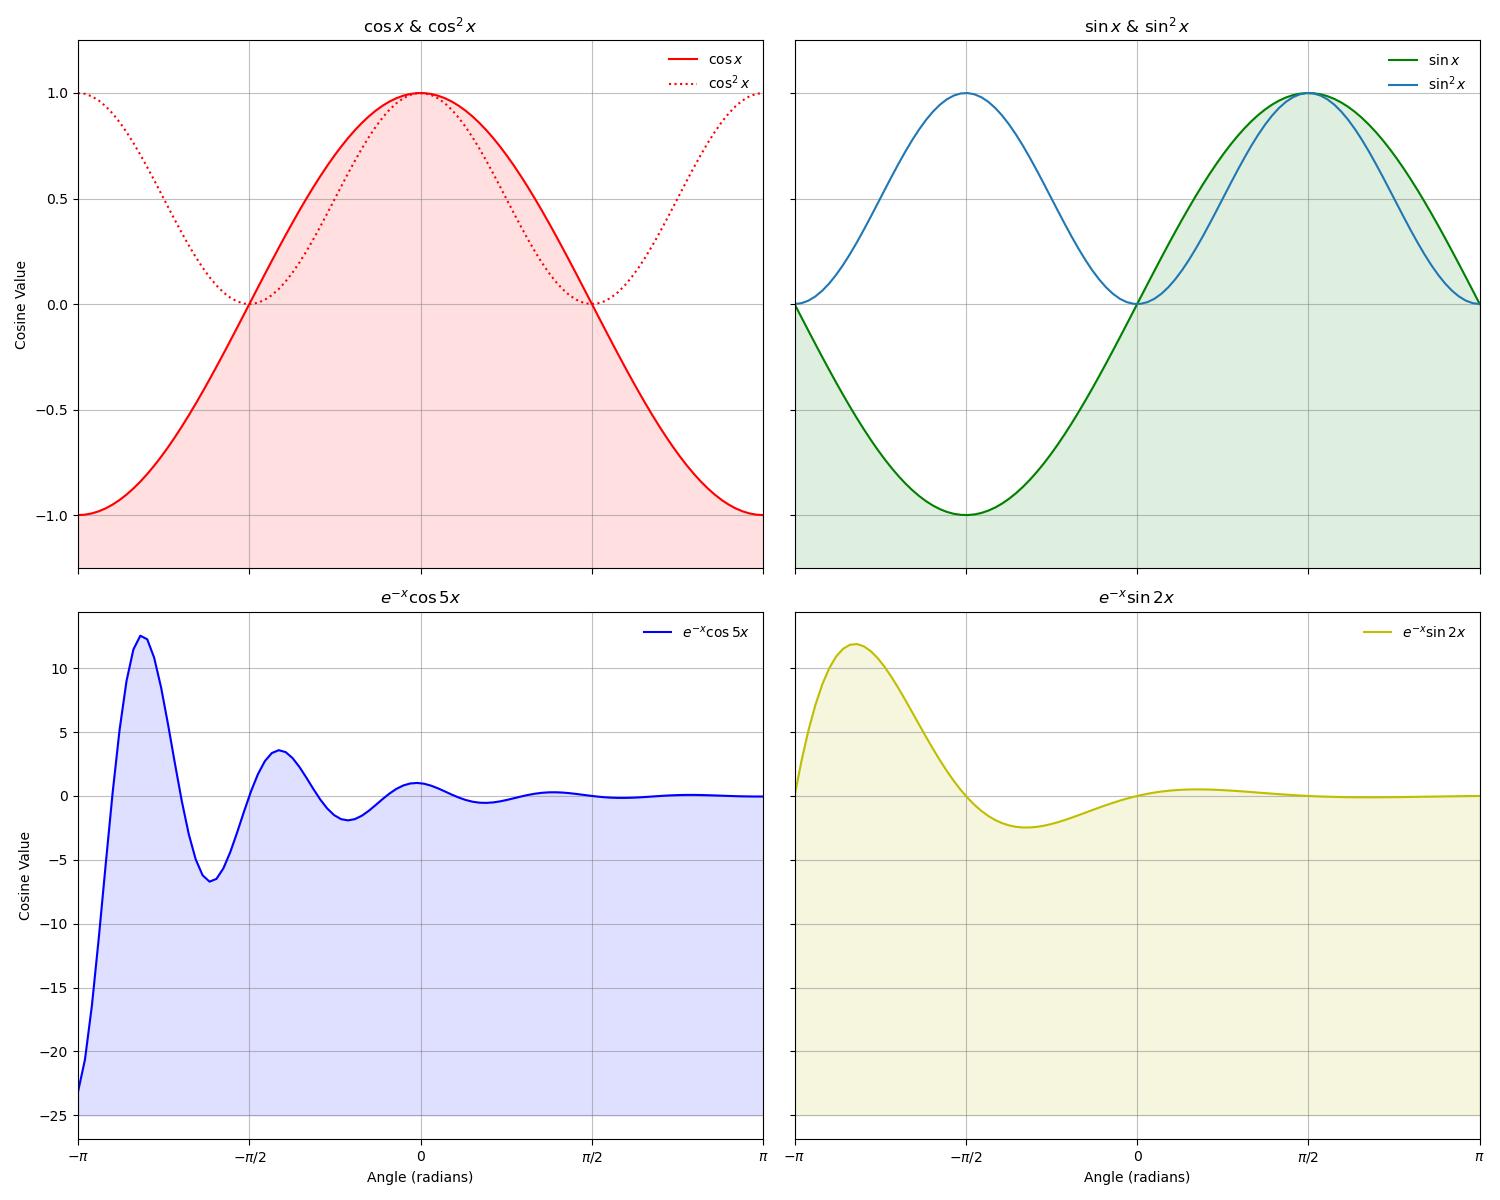 cos x & cos² x
cos x
cos² x
1.0
0.5
0.0
−0.5
−1.0
Cosine Value
sin x & sin² x
sin x
sin² x
e⁻ˣ cos 5x
e⁻ˣ cos 5x
10
5
0
−5
−10
−15
−20
−25
Cosine Value
−π
−π/2
0
π/2
π
Angle (radians)
e⁻ˣ sin 2x
e⁻ˣ sin 2x
−π
−π/2
0
π/2
π
Angle (radians)